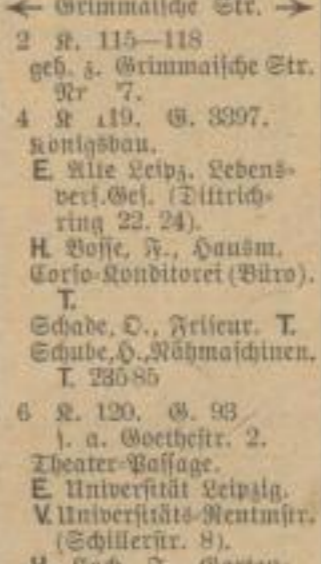 ← Grimmaische Str. →
2 K. 115—118
geh. z. Grimmaische Str.
Nr 7.
4 K 119. G. 3397.
Königsbau.
E. Alte Leipz. Lebens-
vers.Ges. (Dittrich-
ring 22. 24).
H. Bosse, F., Hausm.
Corso-Konditorei (Büro).
T.
Schade, O., Friseur. T.
Schube, H., Nähmaschinen.
T. 23585
6 K. 120. G. 93
s. a. Goethestr. 2.
Theater-Passage.
E. Universität Leipzig.
V. Universitäts-Rentmstr.
(Schillerstr. 8).